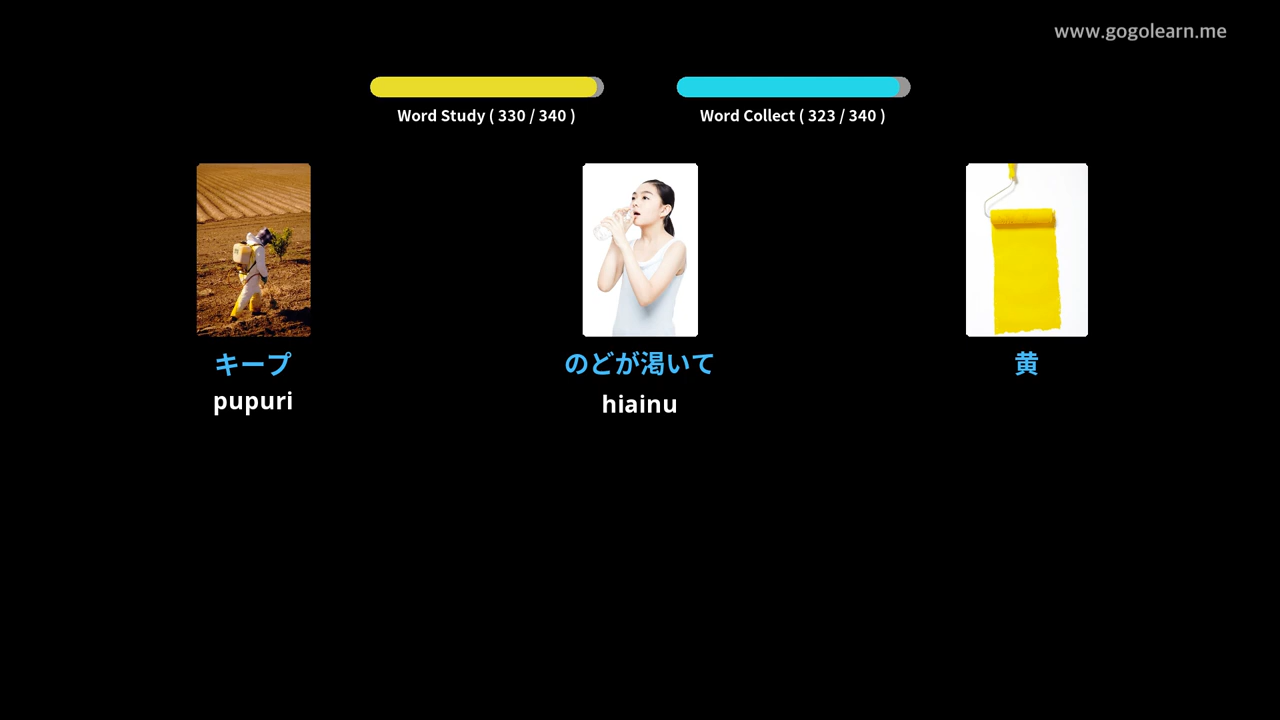 www.gogolearn.me
Word Study ( 330 / 340 )
Word Collect ( 323 / 340 )
キープ
pupuri
のどが渇いて
hiainu
黄